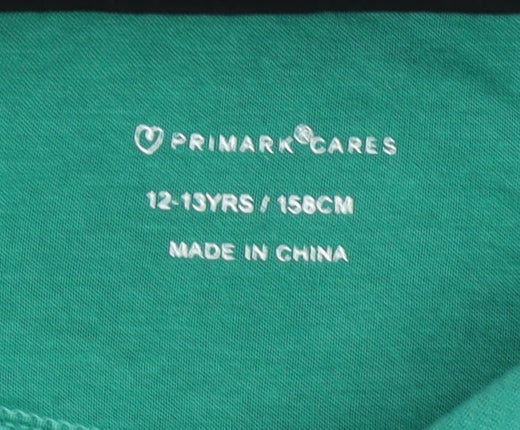 PRIMARK® CARES
12-13YRS / 158CM
MADE IN CHINA